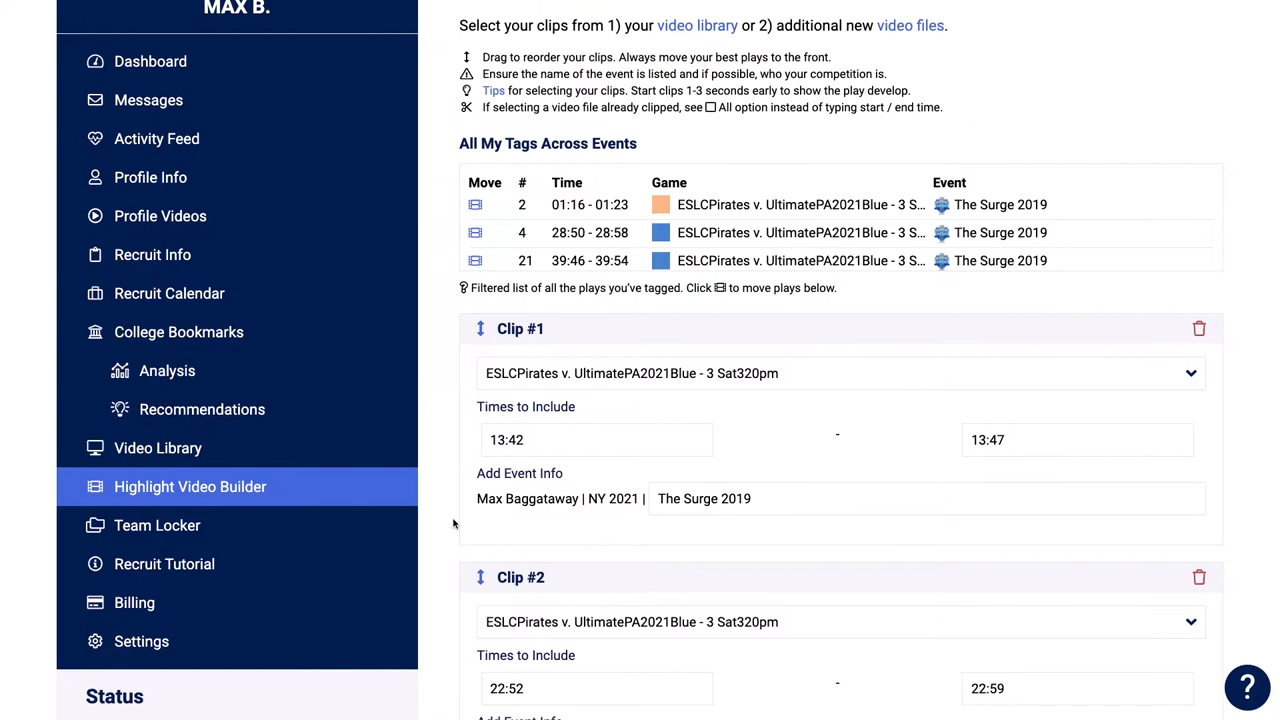 MAX B.
Dashboard
Messages
Activity Feed
Profile Info
Profile Videos
Recruit Info
Recruit Calendar
College Bookmarks
Analysis
Recommendations
Video Library
Highlight Video Builder
Team Locker
Recruit Tutorial
Billing
Settings
Status
Select your clips from 1) your video library or 2) additional new video files.
Drag to reorder your clips. Always move your best plays to the front.
Ensure the name of the event is listed and if possible, who your competition is.
Tips for selecting your clips. Start clips 1-3 seconds early to show the play develop.
If selecting a video file already clipped, see All option instead of typing start / end time.
All My Tags Across Events
Move # Time Game Event
2 01:16 - 01:23 ESLCPirates v. UltimatePA2021Blue - 3 S... The Surge 2019
4 28:50 - 28:58 ESLCPirates v. UltimatePA2021Blue - 3 S... The Surge 2019
21 39:46 - 39:54 ESLCPirates v. UltimatePA2021Blue - 3 S... The Surge 2019
Filtered list of all the plays you've tagged. Click to move plays below.
Clip #1
ESLCPirates v. UltimatePA2021Blue - 3 Sat320pm
Times to Include
13:42 - 13:47
Add Event Info
Max Baggataway | NY 2021 | The Surge 2019
Clip #2
ESLCPirates v. UltimatePA2021Blue - 3 Sat320pm
Times to Include
22:52 - 22:59
Add Event Info
?